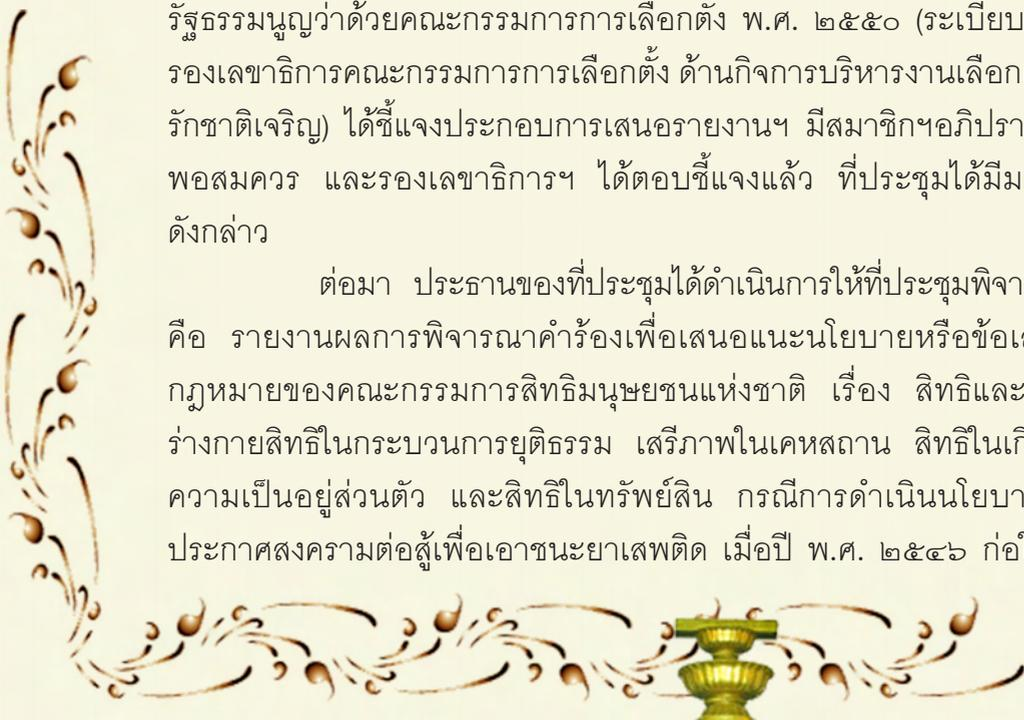 รัฐธรรมนูญว่าด้วยคณะกรรมการการเลือกตั้ง พ.ศ. ๒๕๕๐ (ระเบียบ
รองเลขาธิการคณะกรรมการการเลือกตั้ง ด้านกิจการบริหารงานเลือก
รักชาติเจริญ) ได้ชี้แจงประกอบการเสนอรายงานฯ มีสมาชิกฯอภิปรา
พอสมควร และรองเลขาธิการฯ ได้ตอบชี้แจงแล้ว ที่ประชุมได้มีม
ดังกล่าว
ต่อมา ประธานของที่ประชุมได้ดำเนินการให้ที่ประชุมพิจา
คือ รายงานผลการพิจารณาคำร้องเพื่อเสนอแนะนโยบายหรือข้อเ
กฎหมายของคณะกรรมการสิทธิมนุษยชนแห่งชาติ เรื่อง สิทธิและ
ร่างกายสิทธิในกระบวนการยุติธรรม เสรีภาพในเคหสถาน สิทธิในเกี
ความเป็นอยู่ส่วนตัว และสิทธิในทรัพย์สิน กรณีการดำเนินนโยบา
ประกาศสงครามต่อสู้เพื่อเอาชนะยาเสพติด เมื่อปี พ.ศ. ๒๕๔๖ ก่อใ